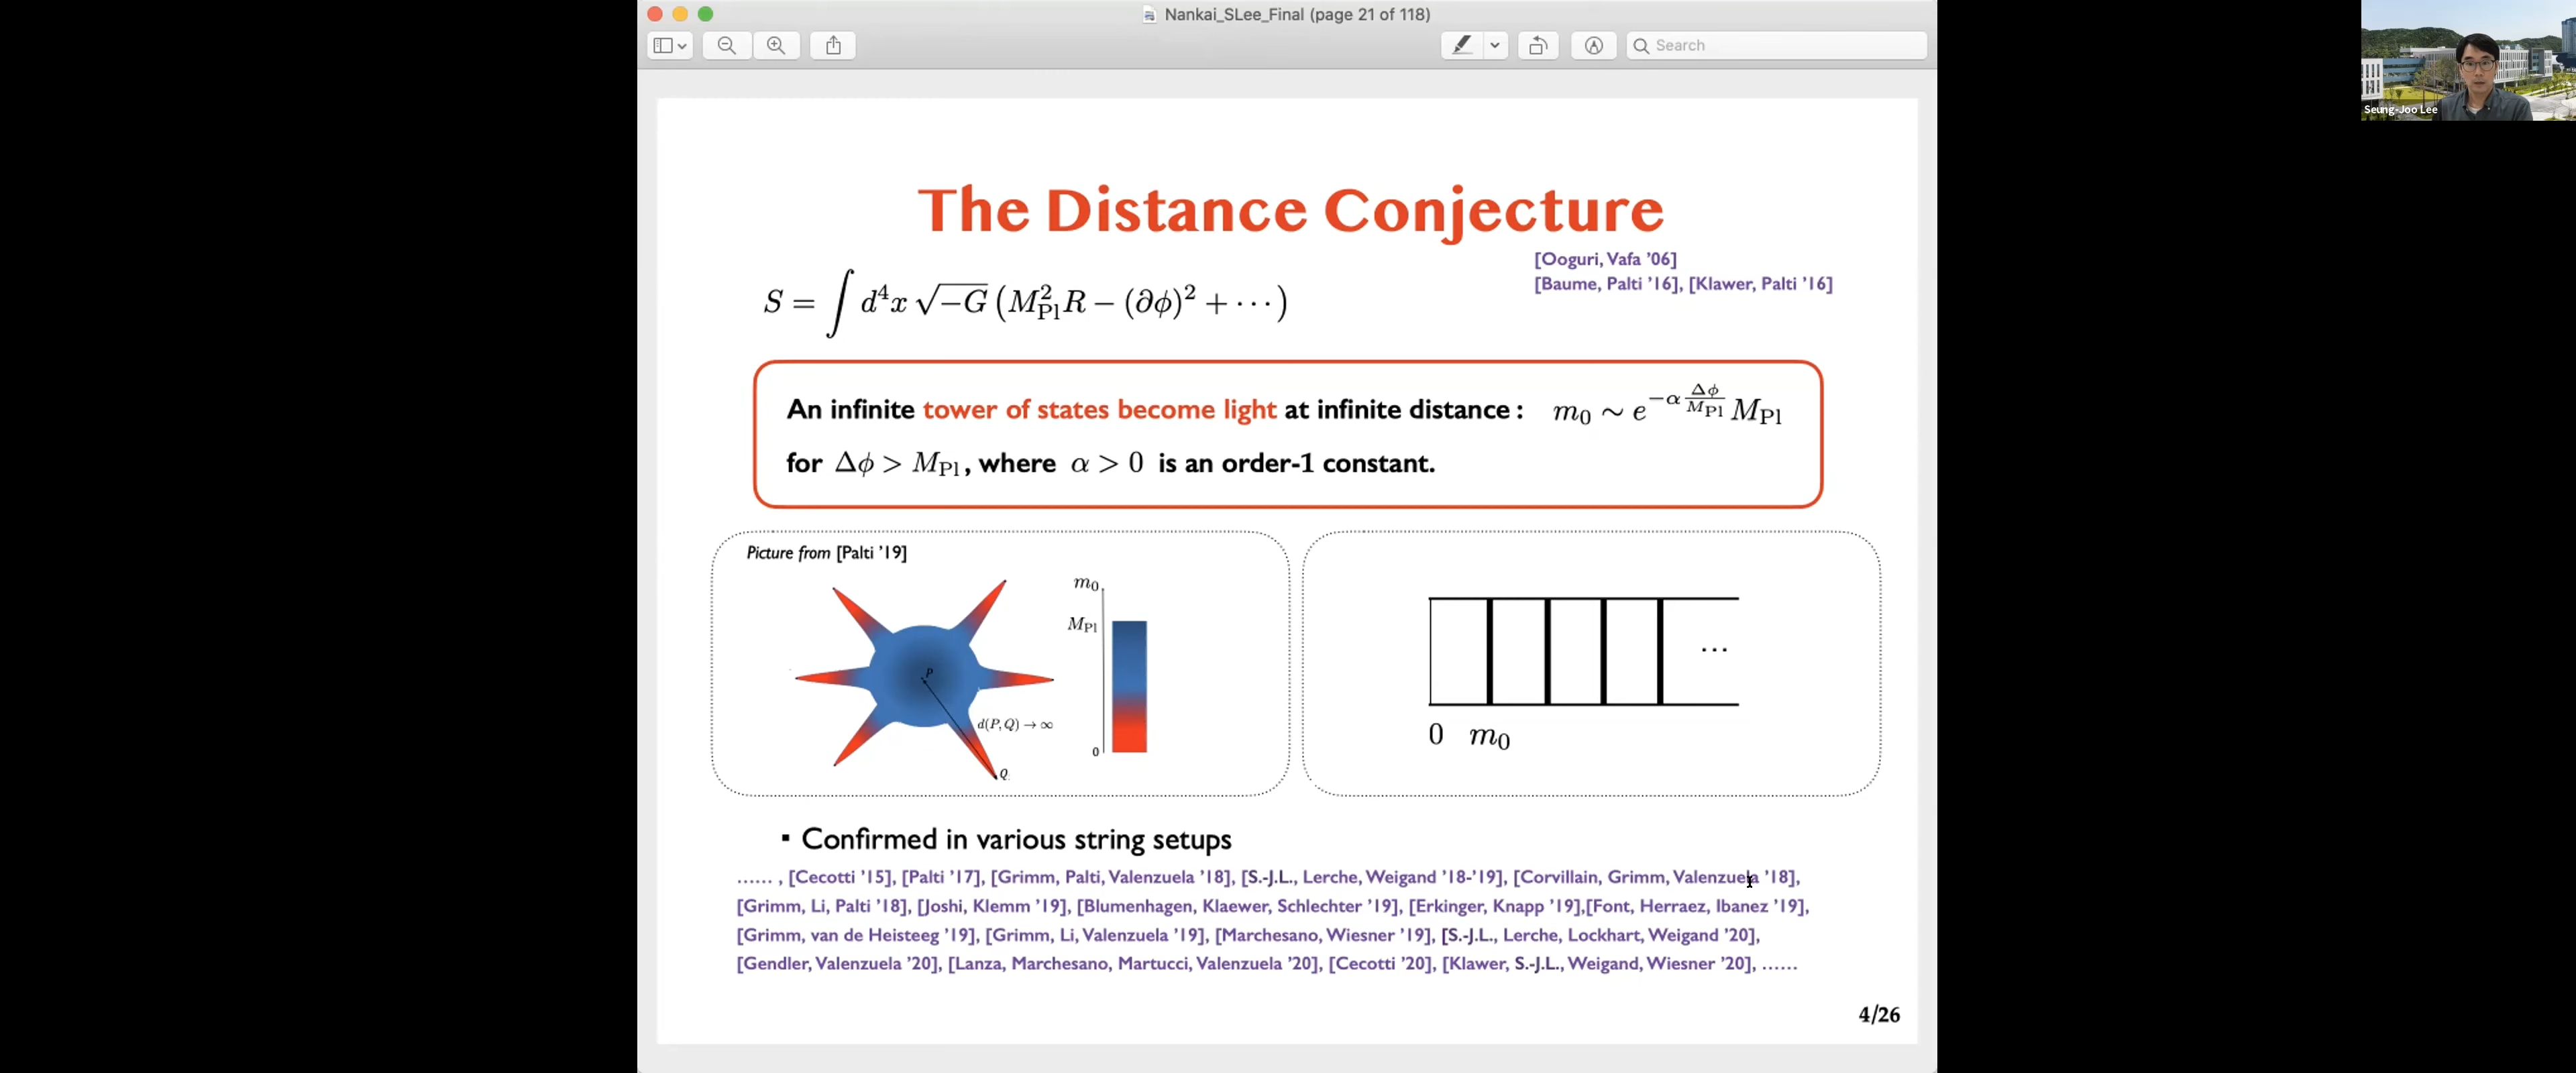 Nankai_SLee_Final (page 21 of 118)
Search
Seung-Joo Lee
The Distance Conjecture
[Ooguri, Vafa '06]
[Baume, Palti '16], [Klawer, Palti '16]
S = ∫ d⁴x √−G (M²_Pl R − (∂ϕ)² + ⋯)
An infinite tower of states become light at infinite distance : m₀ ∼ e^{−α Δϕ/M_Pl} M_Pl
for Δϕ > M_Pl, where α > 0 is an order-1 constant.
Picture from [Palti '19]
m₀
M_Pl
P
d(P, Q) → ∞
0
Q
...
0 m₀
▪ Confirmed in various string setups
...... , [Cecotti '15], [Palti '17], [Grimm, Palti, Valenzuela '18], [S.-J.L., Lerche, Weigand '18-'19], [Corvillain, Grimm, Valenzuela '18],
[Grimm, Li, Palti '18], [Joshi, Klemm '19], [Blumenhagen, Klaewer, Schlechter '19], [Erkinger, Knapp '19],[Font, Herraez, Ibanez '19],
[Grimm, van de Heisteeg '19], [Grimm, Li, Valenzuela '19], [Marchesano, Wiesner '19], [S.-J.L., Lerche, Lockhart, Weigand '20],
[Gendler, Valenzuela '20], [Lanza, Marchesano, Martucci, Valenzuela '20], [Cecotti '20], [Klawer, S.-J.L., Weigand, Wiesner '20], ......
4/26